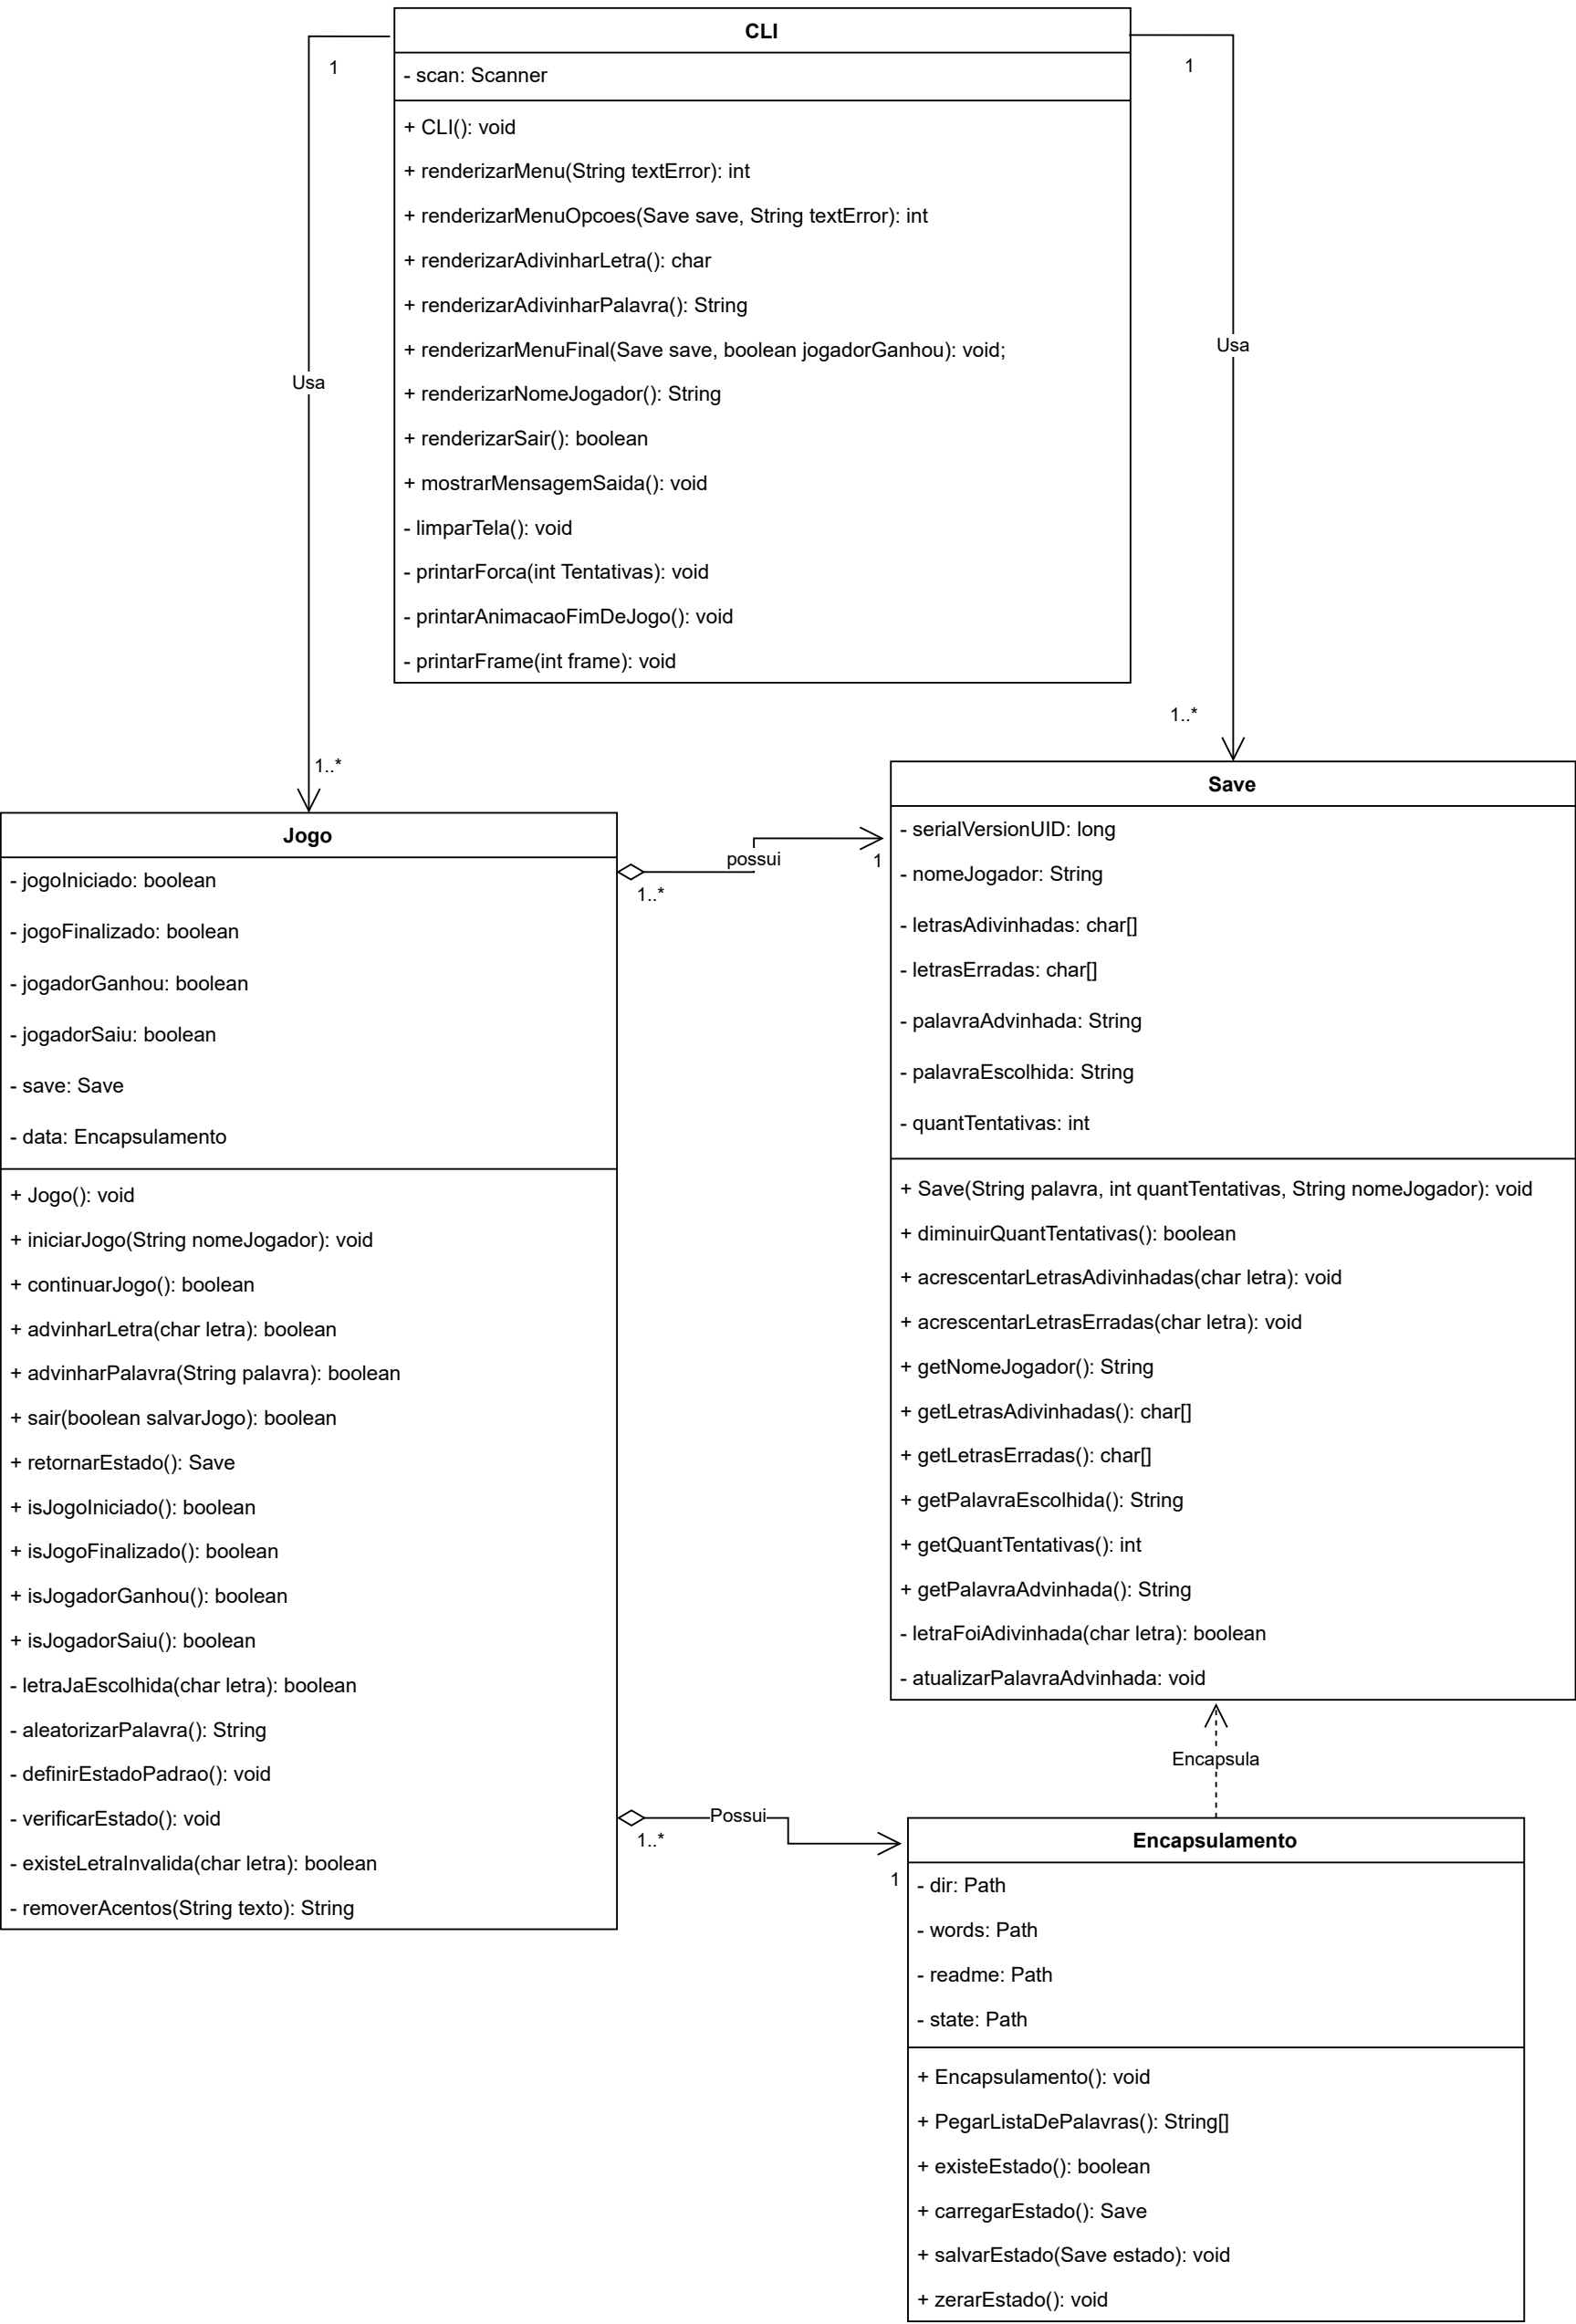 CLI
- scan: Scanner
+ CLI(): void
+ renderizarMenu(String textError): int
+ renderizarMenuOpcoes(Save save, String textError): int
+ renderizarAdivinharLetra(): char
+ renderizarAdivinharPalavra(): String
+ renderizarMenuFinal(Save save, boolean jogadorGanhou): void;
+ renderizarNomeJogador(): String
+ renderizarSair(): boolean
+ mostrarMensagemSaida(): void
- limparTela(): void
- printarForca(int Tentativas): void
- printarAnimacaoFimDeJogo(): void
- printarFrame(int frame): void
1
Usa
1..*
1
Usa
1..*
Jogo
- jogoIniciado: boolean
- jogoFinalizado: boolean
- jogadorGanhou: boolean
- jogadorSaiu: boolean
- save: Save
- data: Encapsulamento
+ Jogo(): void
+ iniciarJogo(String nomeJogador): void
+ continuarJogo(): boolean
+ advinharLetra(char letra): boolean
+ advinharPalavra(String palavra): boolean
+ sair(boolean salvarJogo): boolean
+ retornarEstado(): Save
+ isJogoIniciado(): boolean
+ isJogoFinalizado(): boolean
+ isJogadorGanhou(): boolean
+ isJogadorSaiu(): boolean
- letraJaEscolhida(char letra): boolean
- aleatorizarPalavra(): String
- definirEstadoPadrao(): void
- verificarEstado(): void
- existeLetraInvalida(char letra): boolean
- removerAcentos(String texto): String
possui
1..*
1
Save
- serialVersionUID: long
- nomeJogador: String
- letrasAdivinhadas: char[]
- letrasErradas: char[]
- palavraAdvinhada: String
- palavraEscolhida: String
- quantTentativas: int
+ Save(String palavra, int quantTentativas, String nomeJogador): void
+ diminuirQuantTentativas(): boolean
+ acrescentarLetrasAdivinhadas(char letra): void
+ acrescentarLetrasErradas(char letra): void
+ getNomeJogador(): String
+ getLetrasAdivinhadas(): char[]
+ getLetrasErradas(): char[]
+ getPalavraEscolhida(): String
+ getQuantTentativas(): int
+ getPalavraAdvinhada(): String
- letraFoiAdivinhada(char letra): boolean
- atualizarPalavraAdvinhada: void
Encapsula
Possui
1..*
1
Encapsulamento
- dir: Path
- words: Path
- readme: Path
- state: Path
+ Encapsulamento(): void
+ PegarListaDePalavras(): String[]
+ existeEstado(): boolean
+ carregarEstado(): Save
+ salvarEstado(Save estado): void
+ zerarEstado(): void